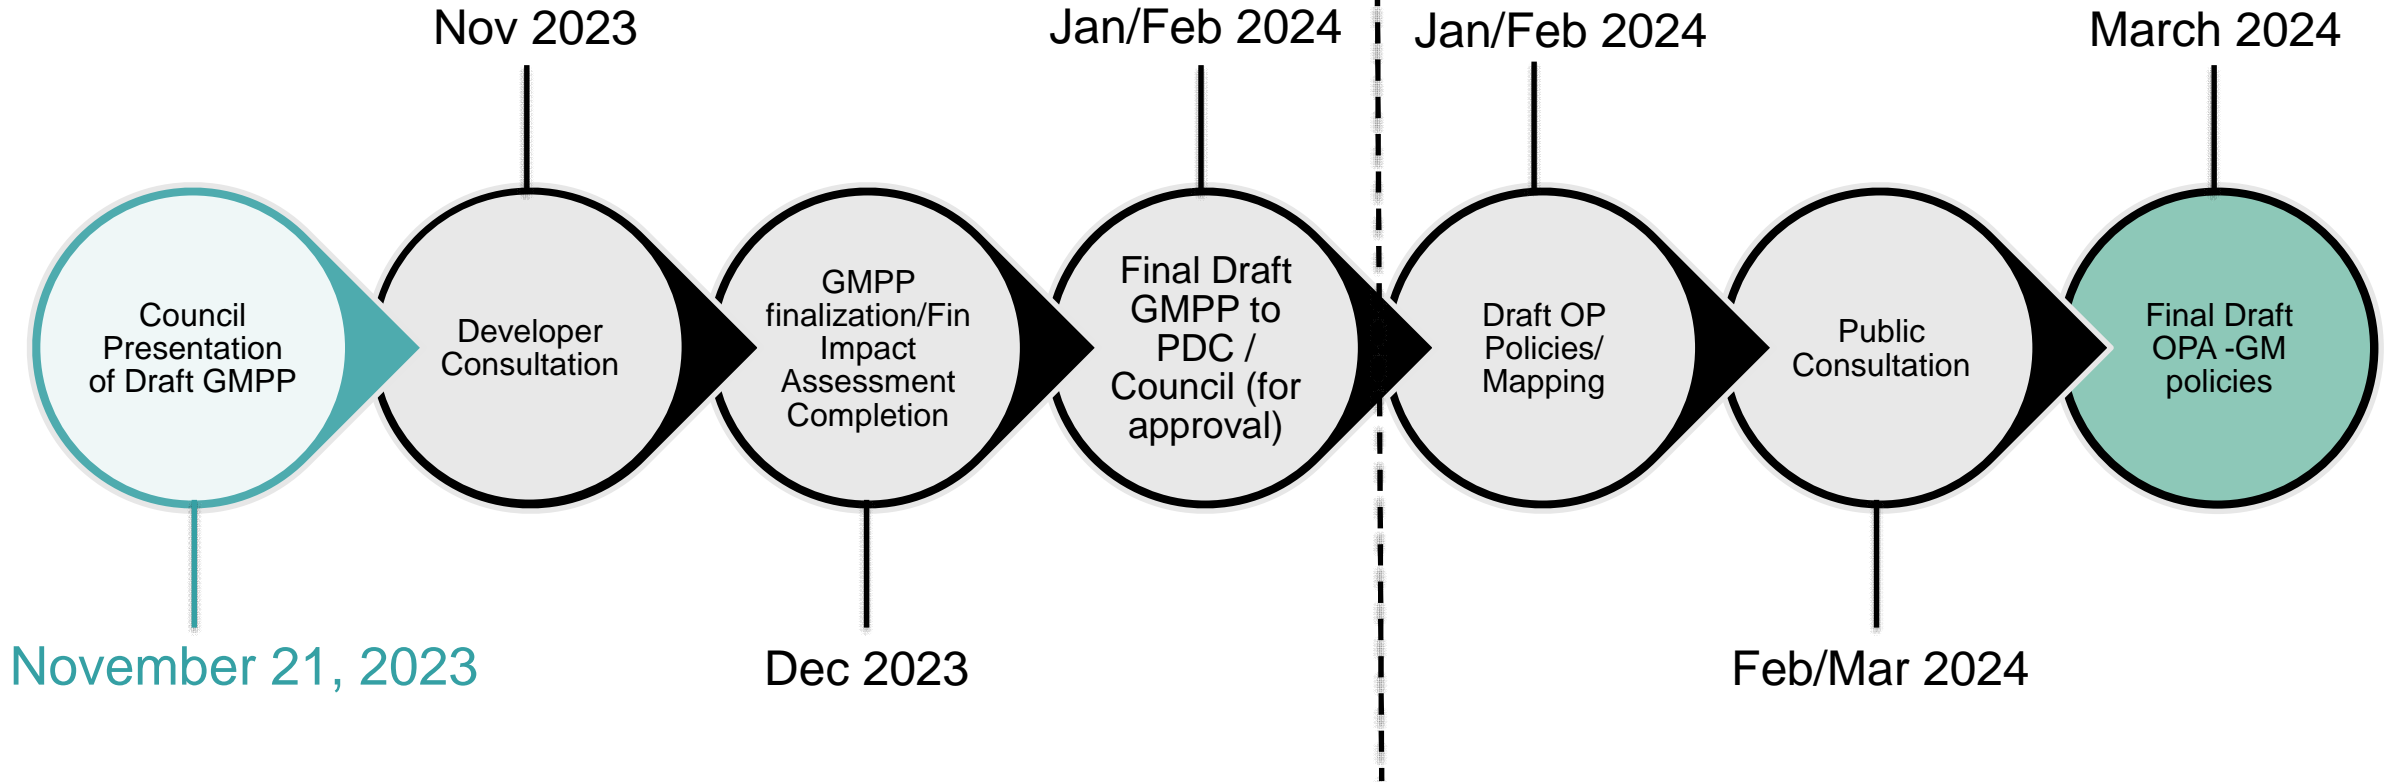 Nov 2023
Jan/Feb 2024
Jan/Feb 2024
March 2024
Council
Presentation
of Draft GMPP
Developer
Consultation
GMPP
finalization/Fin
Impact
Assessment
Completion
Final Draft
GMPP to
PDC /
Council (for
approval)
Draft OP
Policies/
Mapping
Public
Consultation
Final Draft
OPA -GM
policies
November 21, 2023
Dec 2023
Feb/Mar 2024